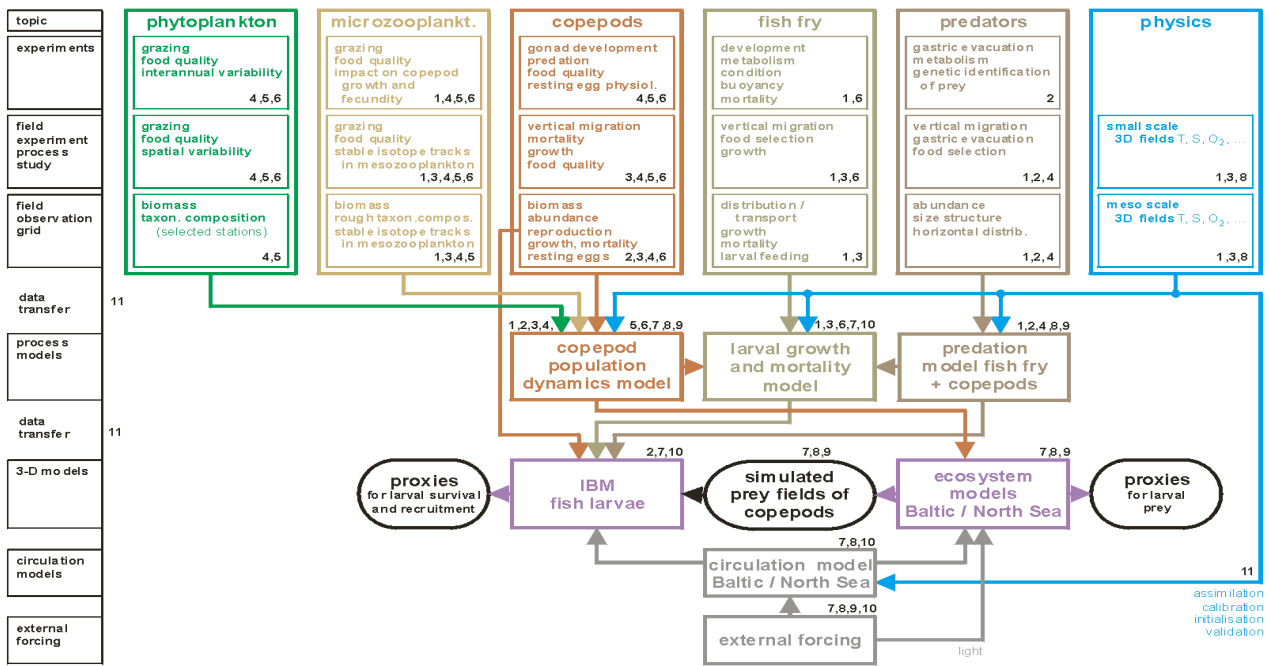 topic
phytoplankton
microzooplankt.
copepods
fish fry
predators
physics
experiments
grazing
food quality
interannual variability
4,5,6
grazing
food quality
impact on copepod
growth and
fecundity
1,4,5,6
gonad development
predation
food quality
resting egg physiol.
4,5,6
development
metabolism
condition
buoyancy
mortality
1,6
gastric evacuation
metabolism
genetic identification
of prey
2
field
experiment
process
study
grazing
food quality
spatial variability
4,5,6
grazing
food quality
stable isotope tracks
in mesozooplankton
1,3,4,5,6
vertical migration
mortality
growth
food quality
3,4,5,6
vertical migration
food selection
growth
1,3,6
vertical migration
gastric evacuation
food selection
1,2,4
small scale
3D fields T, S, O2, ...
1,3,8
field
observation
grid
biomass
taxon. composition
(selected stations)
4,5
biomass
rough taxon.compos.
stable isotope tracks
in mesozooplankton
1,3,4,5
biomass
abundance
reproduction
growth, mortality
resting eggs
2,3,4,6
distribution /
transport
growth
mortality
larval feeding
1,3
abundance
size structure
horizontal distrib.
1,2,4
meso scale
3D fields T, S, O2, ...
1,3,8
data
transfer
11
process
models
1,2,3,4,
5,6,7,8,9
copepod
population
dynamics model
1,3,6,7,10
larval growth
and mortality
model
1,2,4,8,9
predation
model fish fry
+ copepods
data
transfer
11
3-D models
proxies
for larval survival
and recruitment
2,7,10
IBM
fish larvae
7,8,9
simulated
prey fields of
copepods
7,8,9
ecosystem
models
Baltic / North Sea
proxies
for larval
prey
circulation
models
7,8,10
circulation model
Baltic / North Sea
11
assimilation
calibration
initialisation
validation
external
forcing
7,8,9,10
external forcing
light